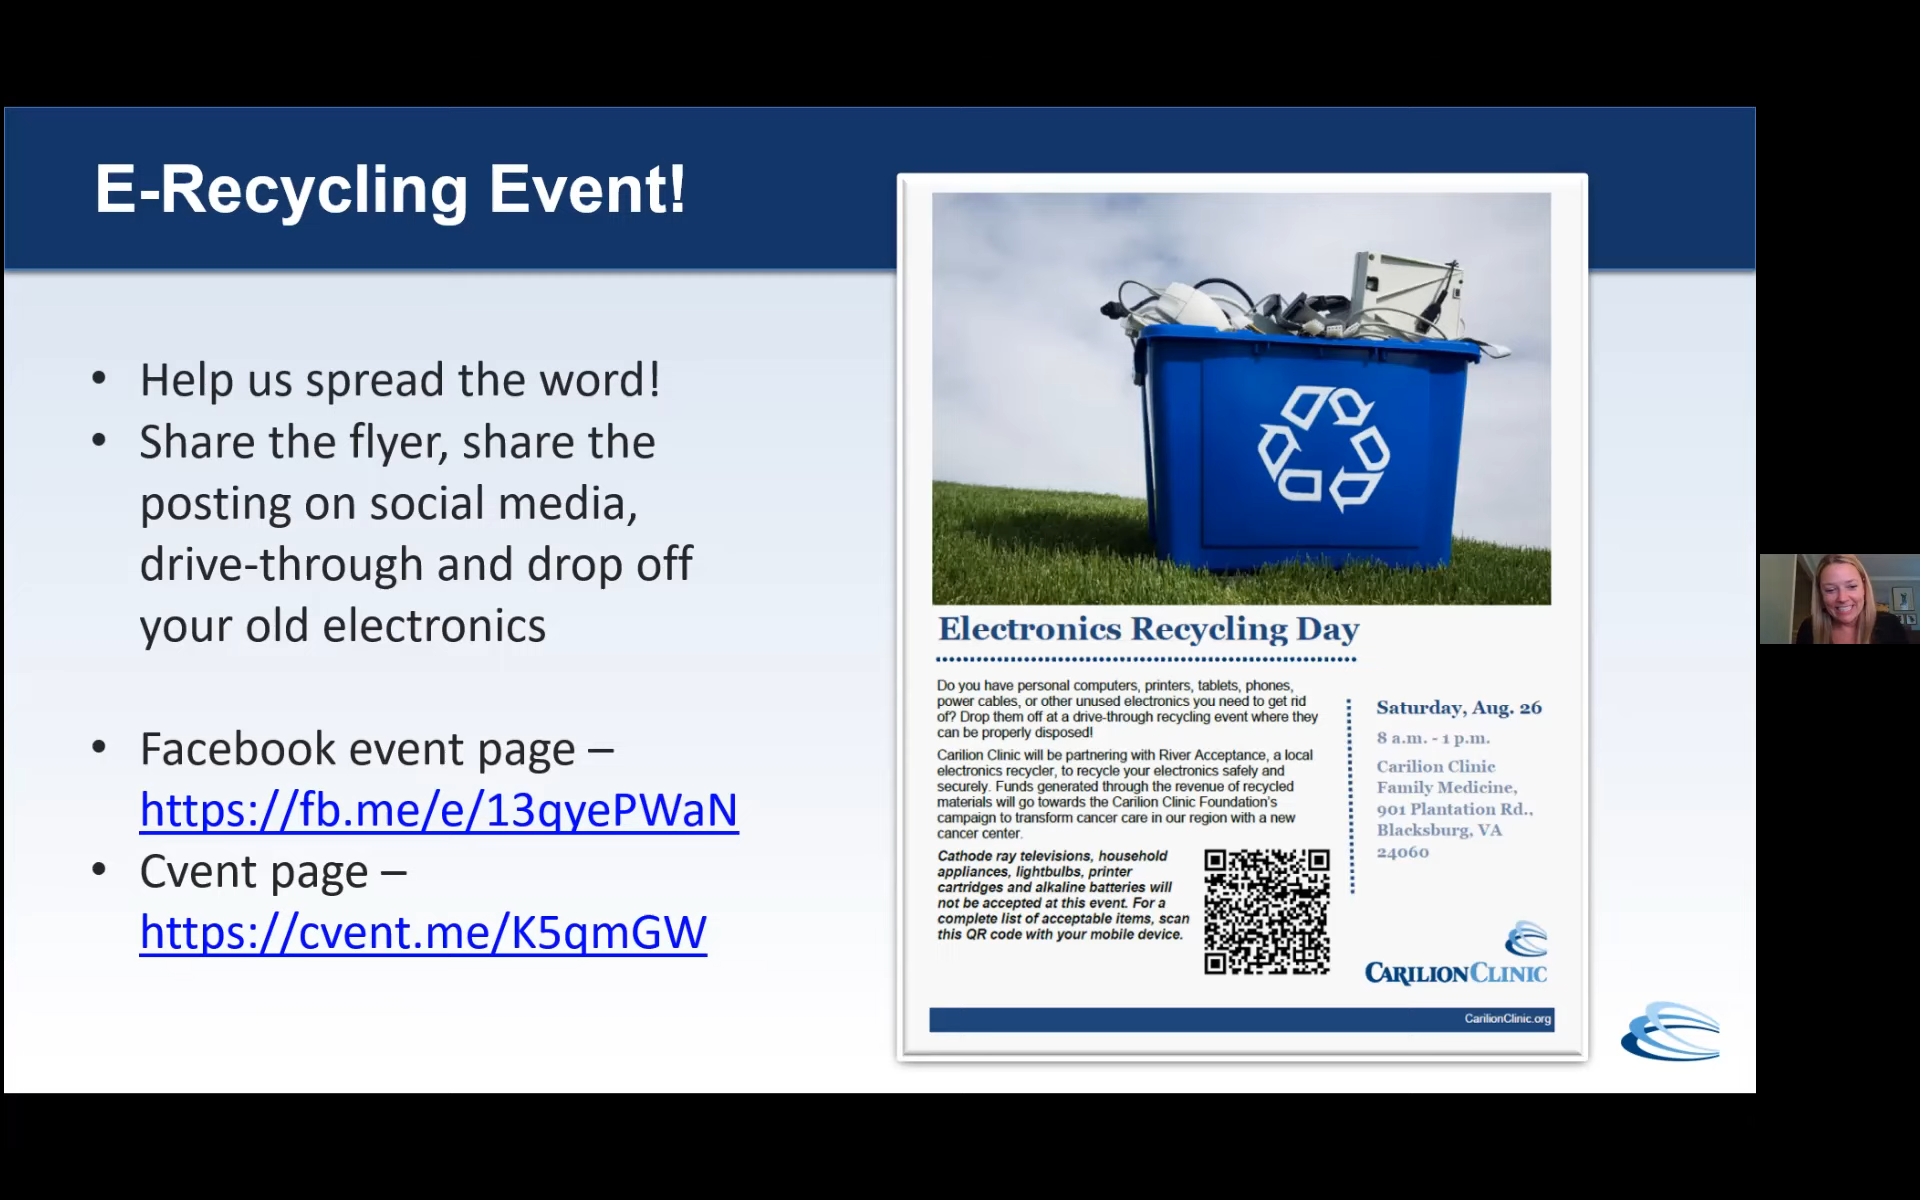 E-Recycling Event!
• Help us spread the word!
• Share the flyer, share the
posting on social media,
drive-through and drop off
your old electronics
• Facebook event page –
https://fb.me/e/13qyePWaN
• Cvent page –
https://cvent.me/K5qmGW
Electronics Recycling Day
Do you have personal computers, printers, tablets, phones,
power cables, or other unused electronics you need to get rid
of? Drop them off at a drive-through recycling event where they
can be properly disposed!
Carilion Clinic will be partnering with River Acceptance, a local
electronics recycler, to recycle your electronics safely and
securely. Funds generated through the revenue of recycled
materials will go towards the Carilion Clinic Foundation's
campaign to transform cancer care in our region with a new
cancer center.
Cathode ray televisions, household
appliances, lightbulbs, printer
cartridges and alkaline batteries will
not be accepted at this event. For a
complete list of acceptable items, scan
this QR code with your mobile device.
Saturday, Aug. 26
8 a.m. - 1 p.m.
Carilion Clinic
Family Medicine,
901 Plantation Rd.,
Blacksburg, VA
24060
CARILIONCLINIC
CarilionClinic.org